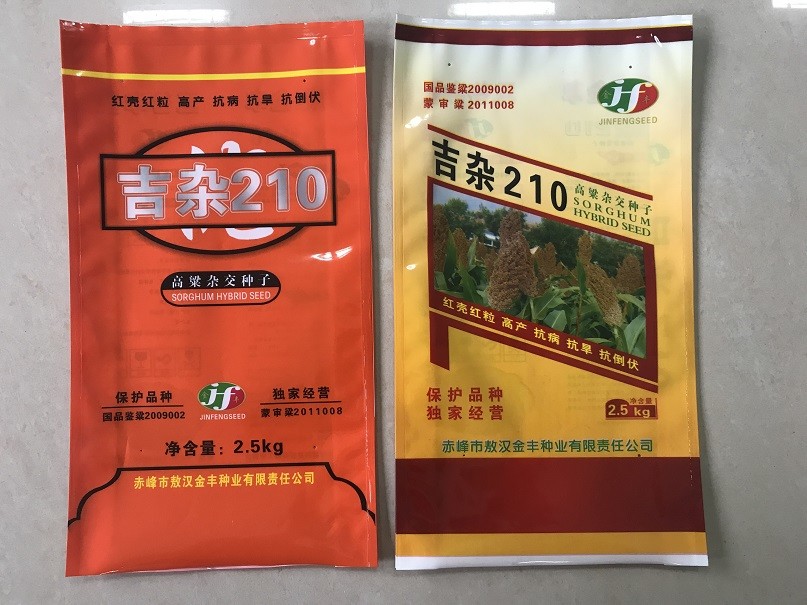 红壳红粒 高产 抗病 抗旱 抗倒伏
吉杂210
高粱杂交种子
SORGHUM HYBRID SEED
保护品种
国品鉴粱2009002
jf
JINFENGSEED
独家经营
蒙审粱2011008
净含量：2.5kg
赤峰市敖汉金丰种业有限责任公司
国品鉴粱2009002
蒙审粱2011008
jf
JINFENGSEED
吉杂210
高粱杂交种子
SORGHUM
HYBRID SEED
红壳红粒 高产 抗病 抗旱 抗倒伏
保护品种
独家经营
净含量
2.5 kg
赤峰市敖汉金丰种业有限责任公司